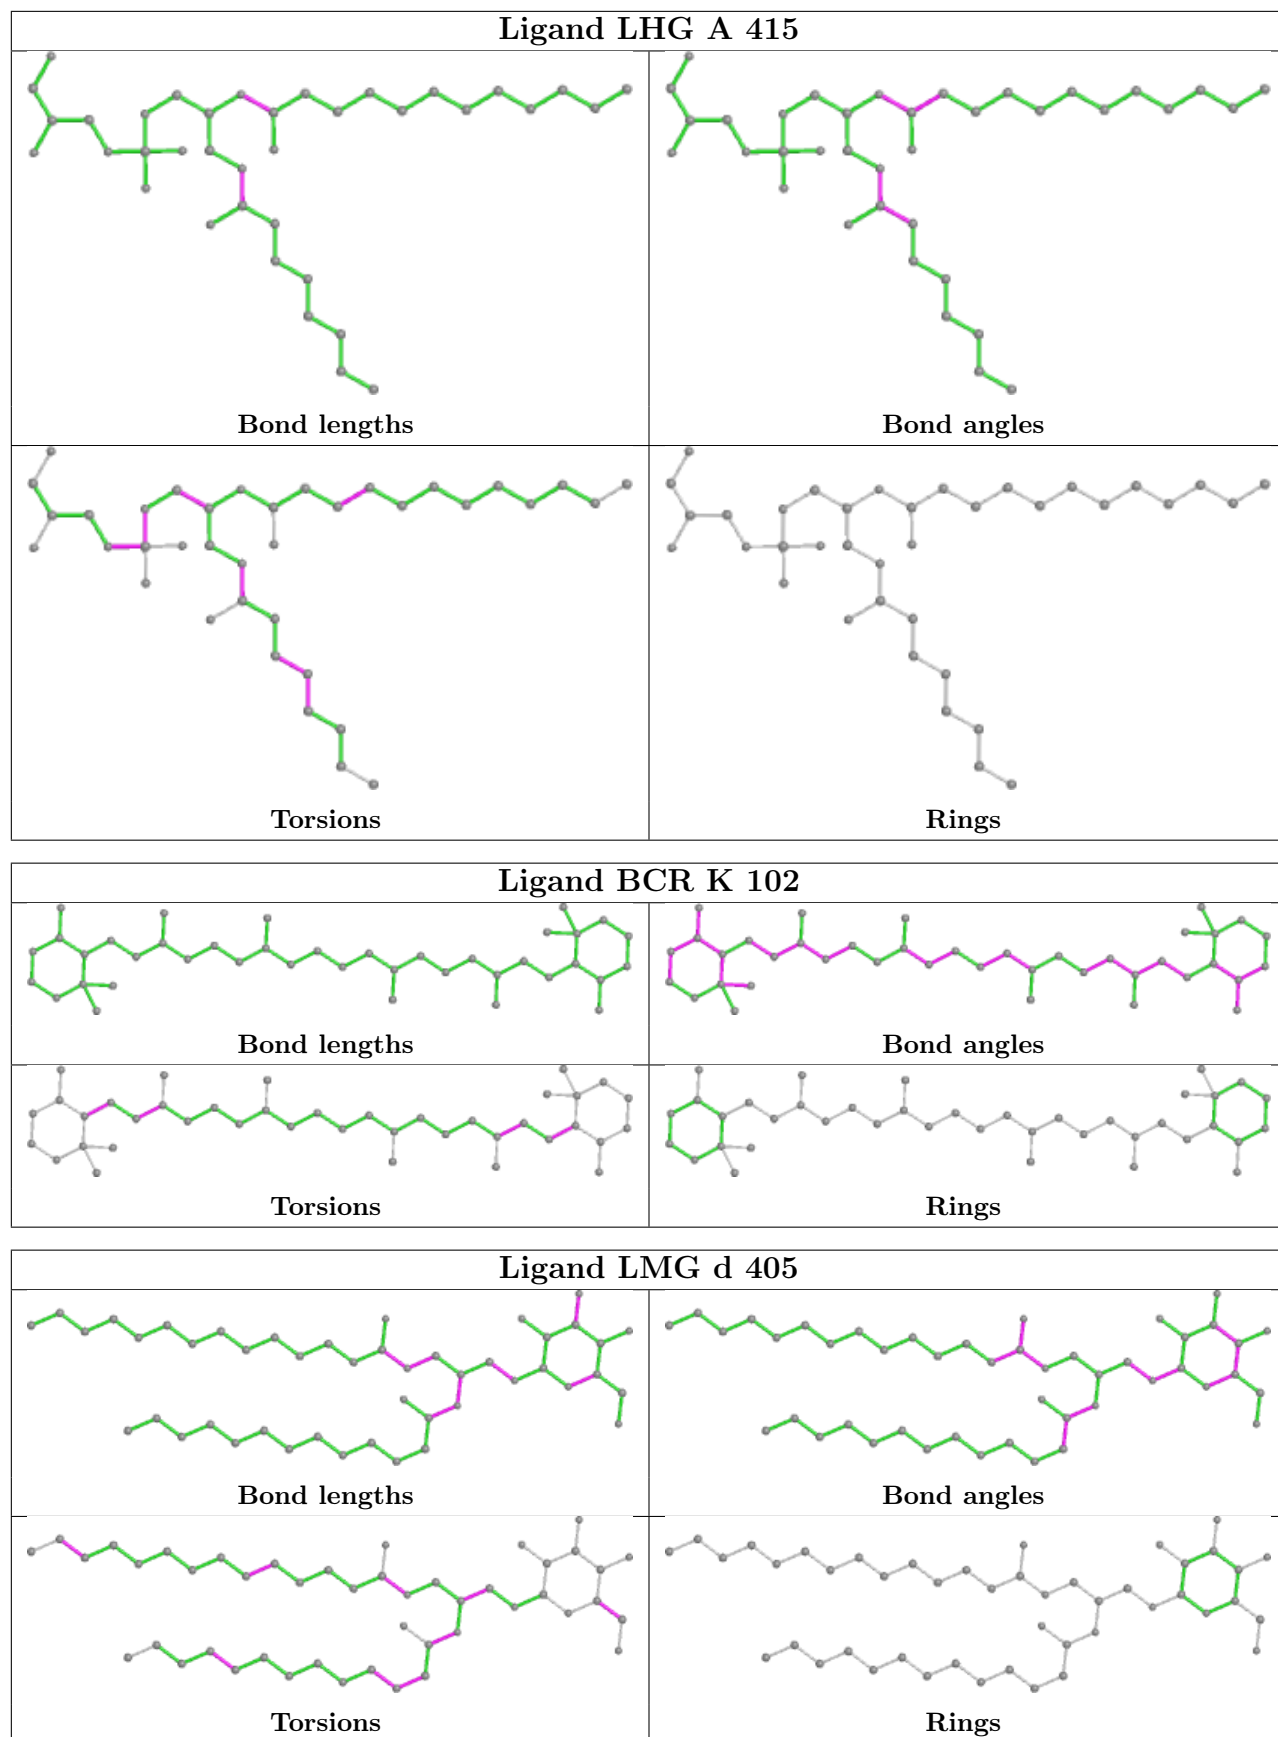 Ligand LHG A 415
Bond lengths
Bond angles
Torsions
Rings
Ligand BCR K 102
Bond lengths
Bond angles
Torsions
Rings
Ligand LMG d 405
Bond lengths
Bond angles
Torsions
Rings